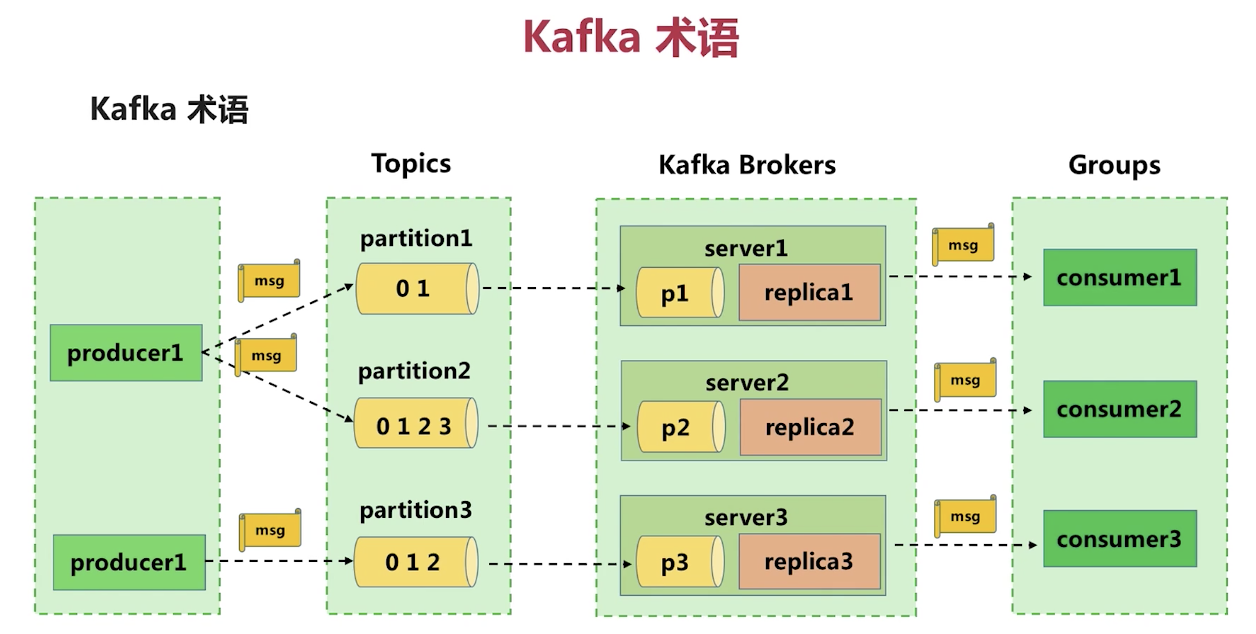 Kafka 术语
Kafka 术语
Topics
Kafka Brokers
Groups
partition1
0 1
partition2
0 1 2 3
partition3
0 1 2
msg
msg
msg
producer1
producer1
server1
p1
replica1
server2
p2
replica2
server3
p3
replica3
msg
msg
msg
consumer1
consumer2
consumer3